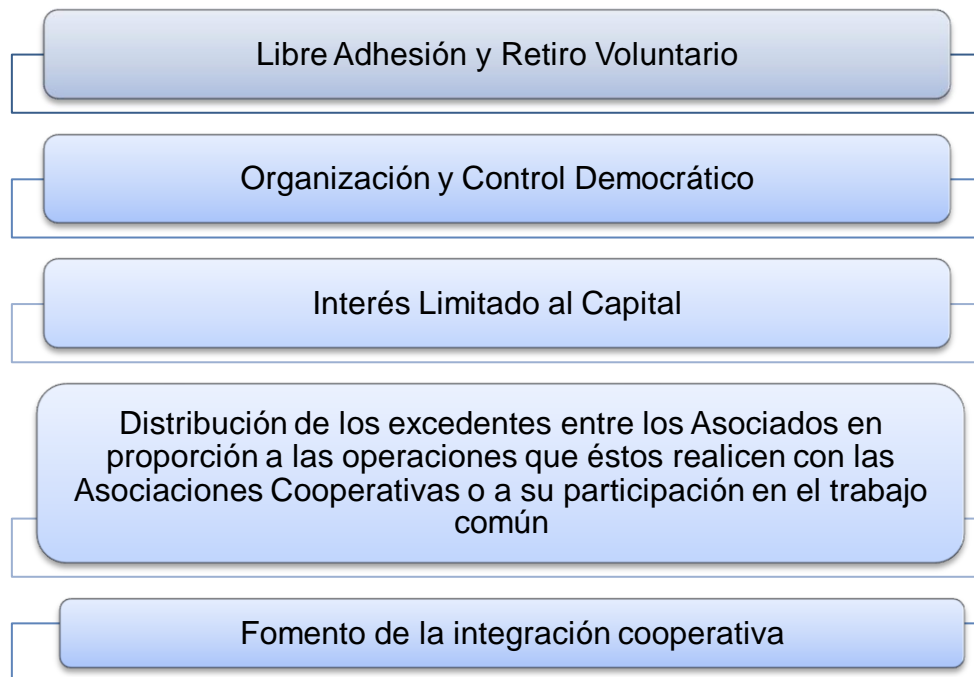 Libre Adhesión y Retiro Voluntario
Organización y Control Democrático
Interés Limitado al Capital
Distribución de los excedentes entre los Asociados en
proporción a las operaciones que éstos realicen con las
Asociaciones Cooperativas o a su participación en el trabajo
común
Fomento de la integración cooperativa